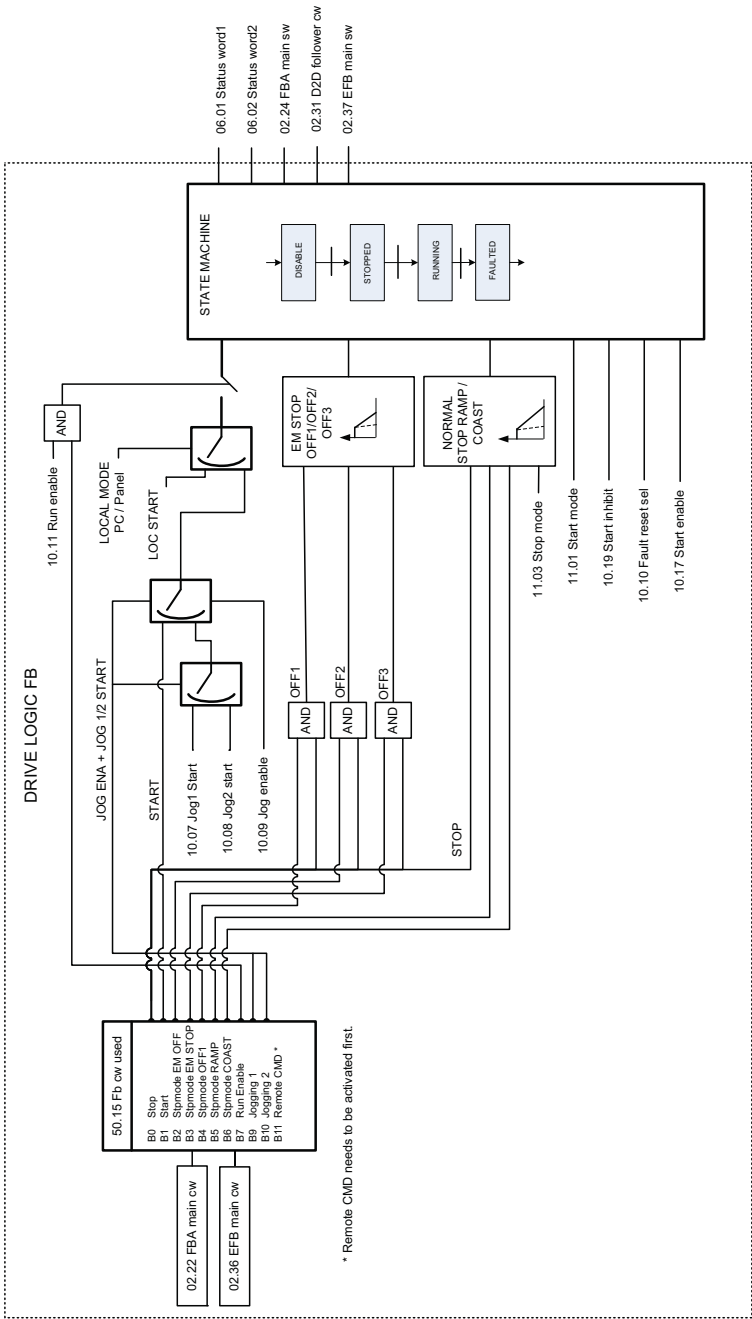 DRIVE LOGIC FB
50.15 Fb cw used
B0 Stop
B1 Start
B2 Stpmode EM OFF
B3 Stpmode EM STOP
B4 Stpmode OFF1
B5 Stpmode RAMP
B6 Stpmode COAST
B7 Run Enable
B9 Jogging 1
B10 Jogging 2
B11 Remote CMD *
02.22 FBA main cw
02.36 EFB main cw
* Remote CMD needs to be activated first.
JOG ENA + JOG 1/2 START
START
10.07 Jog1 Start
10.08 Jog2 start
10.09 Jog enable
10.11 Run enable
AND
LOCAL MODE
PC / Panel
LOC START
AND
OFF1
AND
OFF2
AND
OFF3
STOP
EM STOP
OFF1/OFF2/
OFF3
NORMAL
STOP RAMP /
COAST
11.03 Stop mode
11.01 Start mode
10.19 Start inhibit
10.10 Fault reset sel
10.17 Start enable
STATE MACHINE
DISABLE
STOPPED
RUNNING
FAULTED
06.01 Status word1
06.02 Status word2
02.24 FBA main sw
02.31 D2D follower cw
02.37 EFB main sw